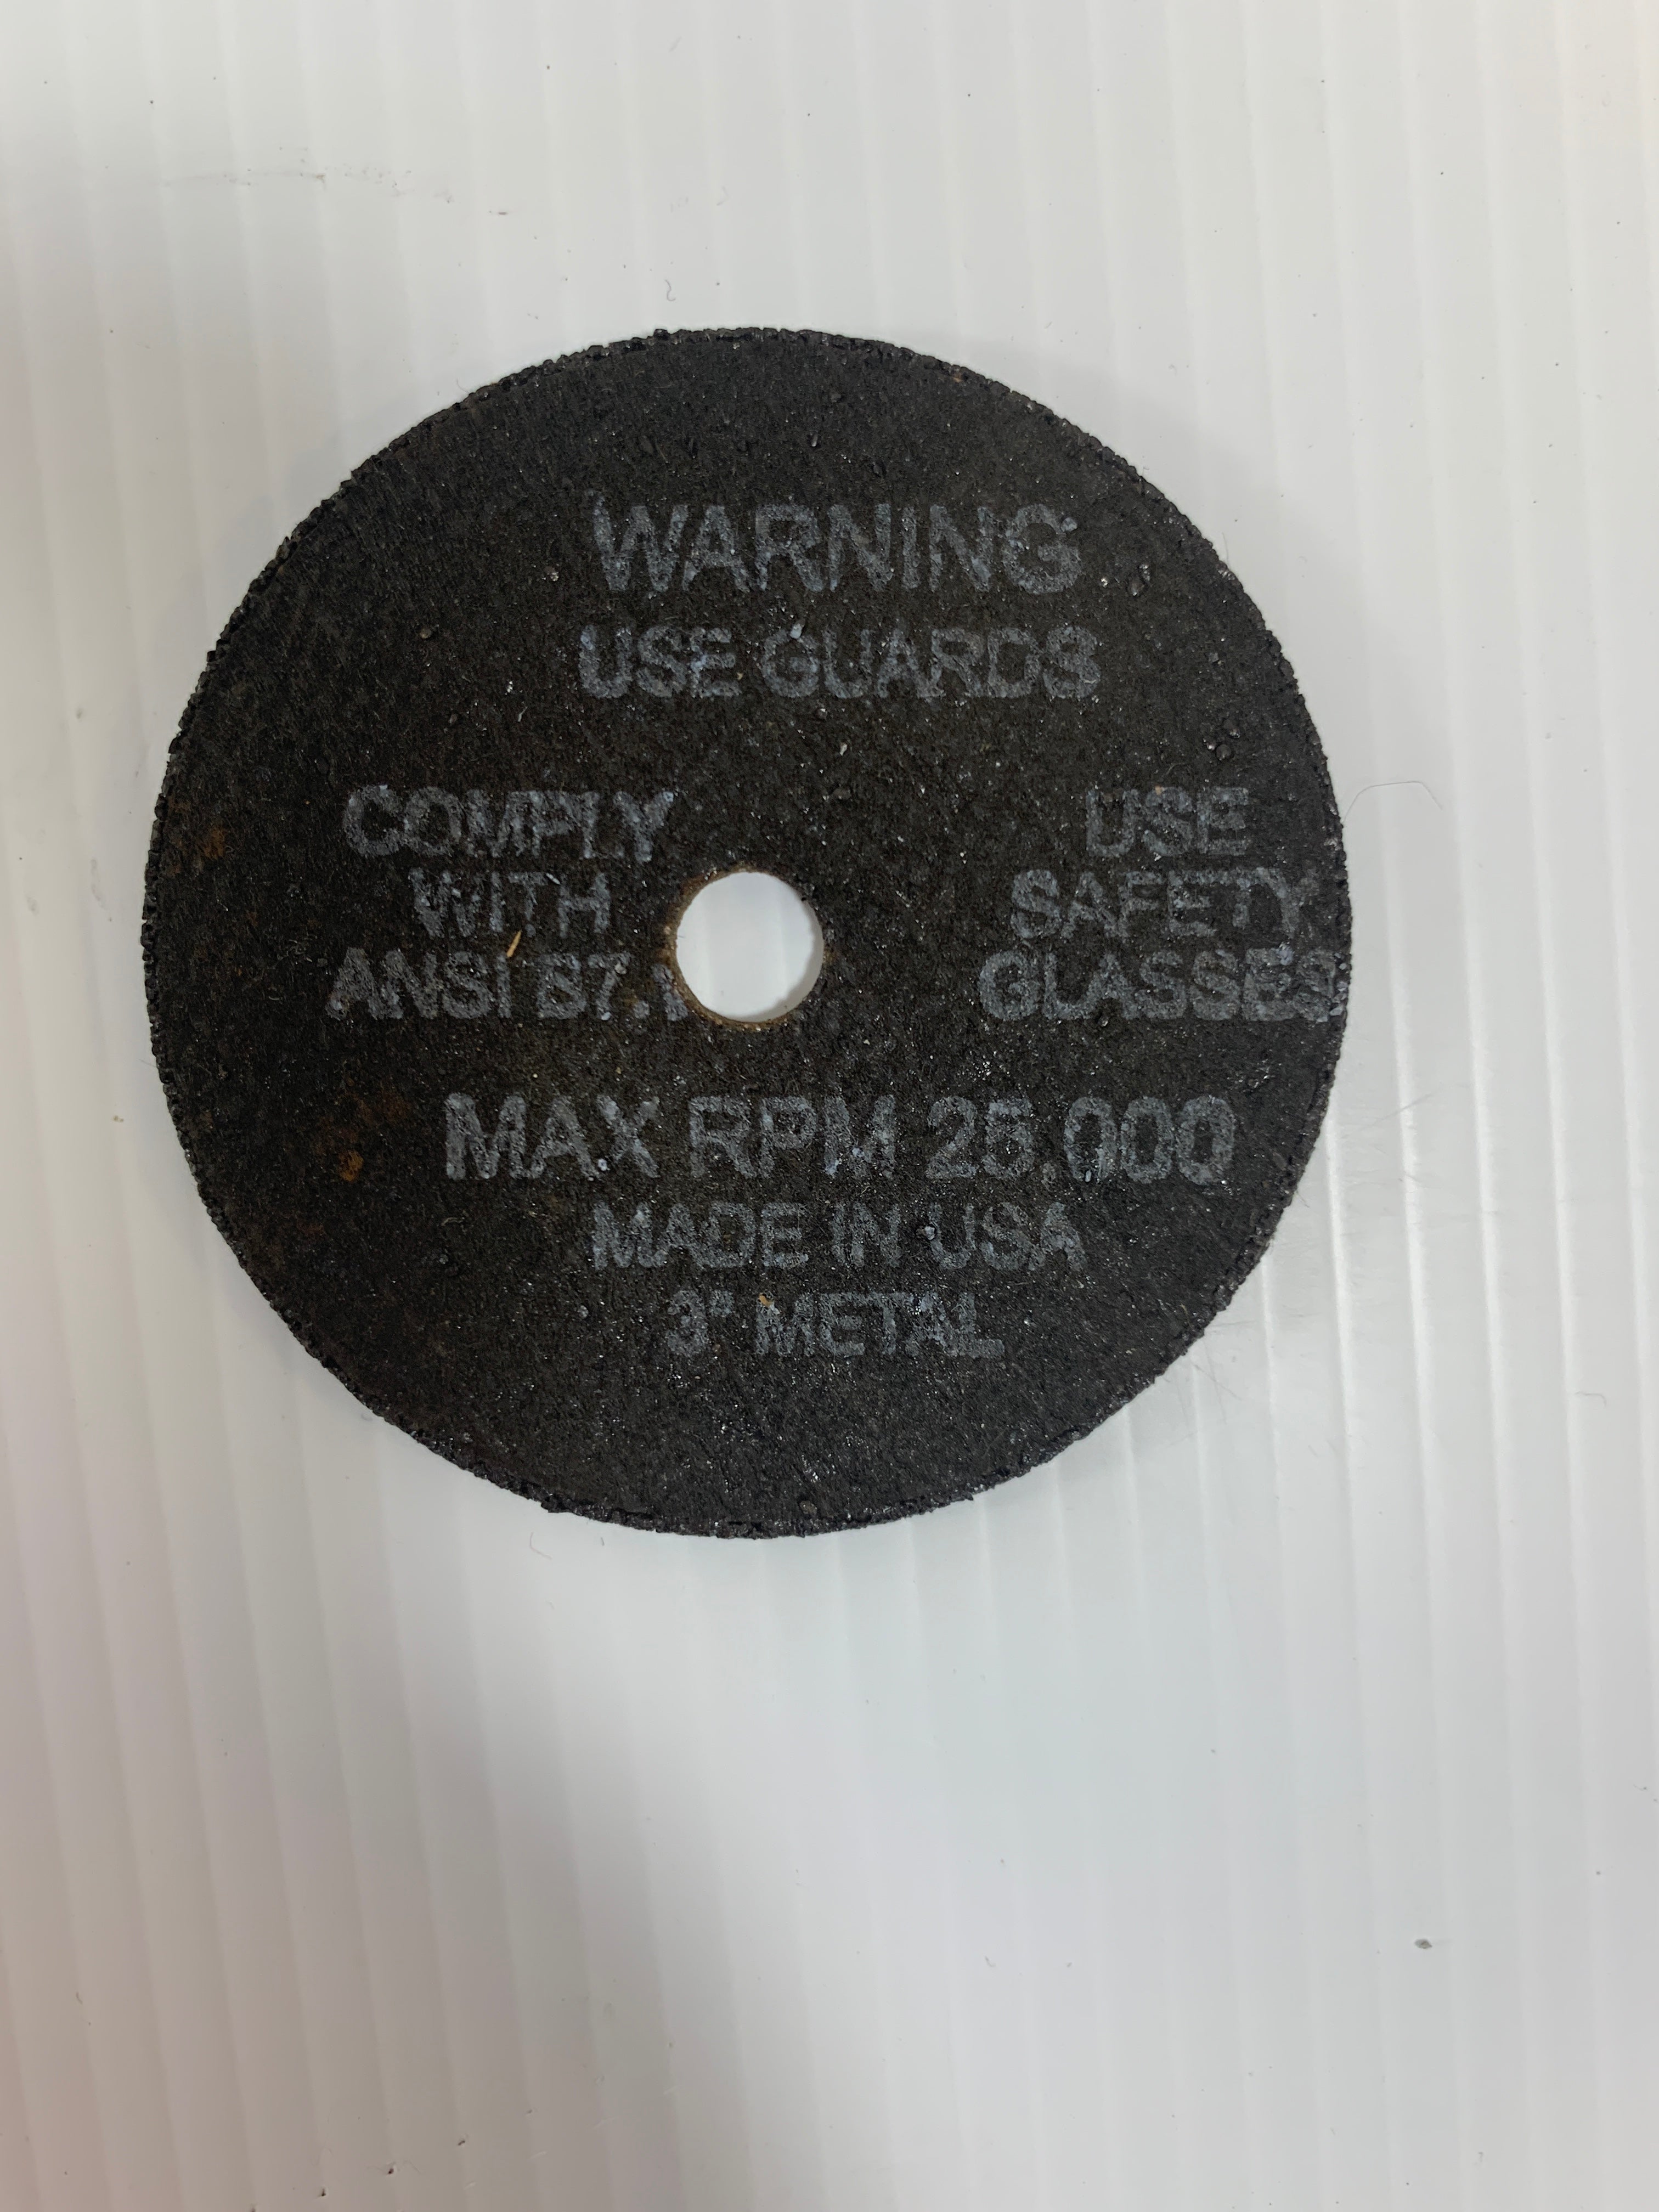 WARNING
USE GUARDS
COMPLY
WITH
ANSI B7.1
USE
SAFETY
GLASSES
MAX RPM 25,000
MADE IN USA
3" METAL